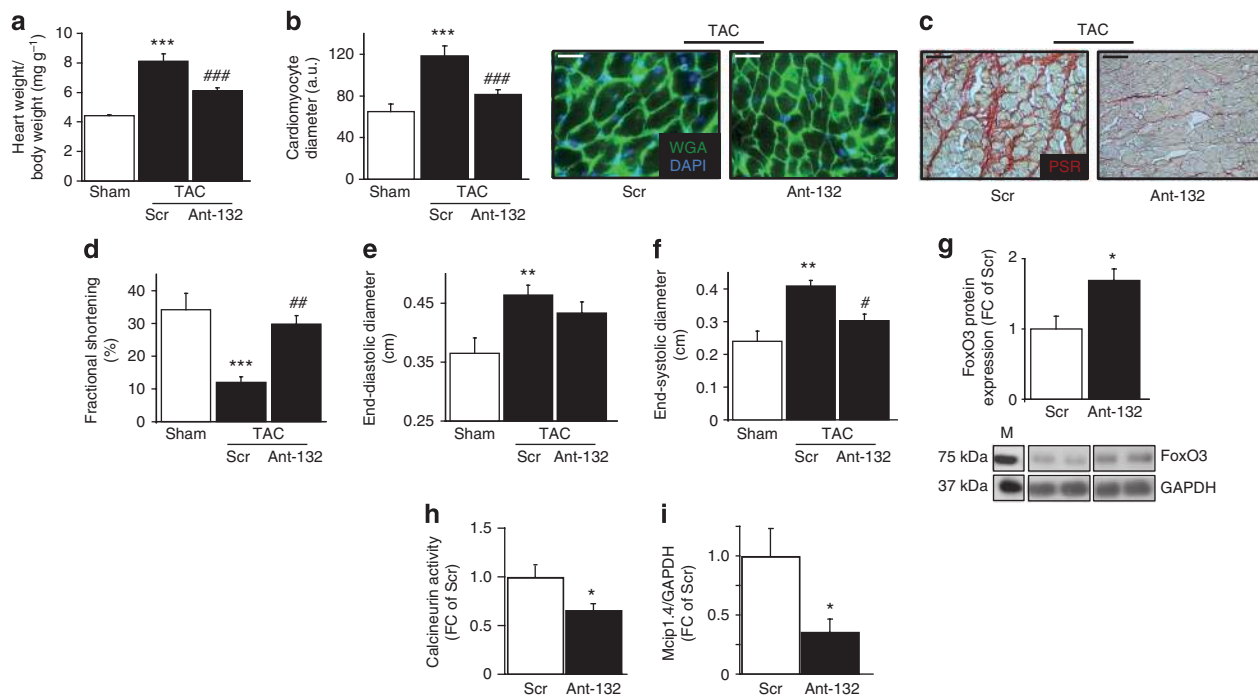 a
Heart weight/
body weight (mg g⁻¹)
10
8
6
4
2
0
***
###
Sham
TAC
Scr
Ant-132
b
Cardiomyocyte
diameter (a.u.)
120
80
40
0
***
###
Sham
TAC
Scr
Ant-132
TAC
WGA
DAPI
Scr
Ant-132
c
TAC
PSR
Scr
Ant-132
d
Fractional shortening
(%)
40
30
20
10
0
***
##
Sham
TAC
Scr
Ant-132
e
End-diastolic diameter
(cm)
0.45
0.35
0.25
**
Sham
TAC
Scr
Ant-132
f
End-systolic diameter
(cm)
0.4
0.3
0.2
0.1
0
**
#
Sham
TAC
Scr
Ant-132
g
FoxO3 protein
expression (FC of Scr)
2
1
0
*
Scr
Ant-132
M
75 kDa
FoxO3
37 kDa
GAPDH
h
Calcineurin activity
(FC of Scr)
1.5
1.0
0.5
0
*
Scr
Ant-132
i
Mcip1.4/GAPDH
(FC of Scr)
1.0
0.5
0
*
Scr
Ant-132